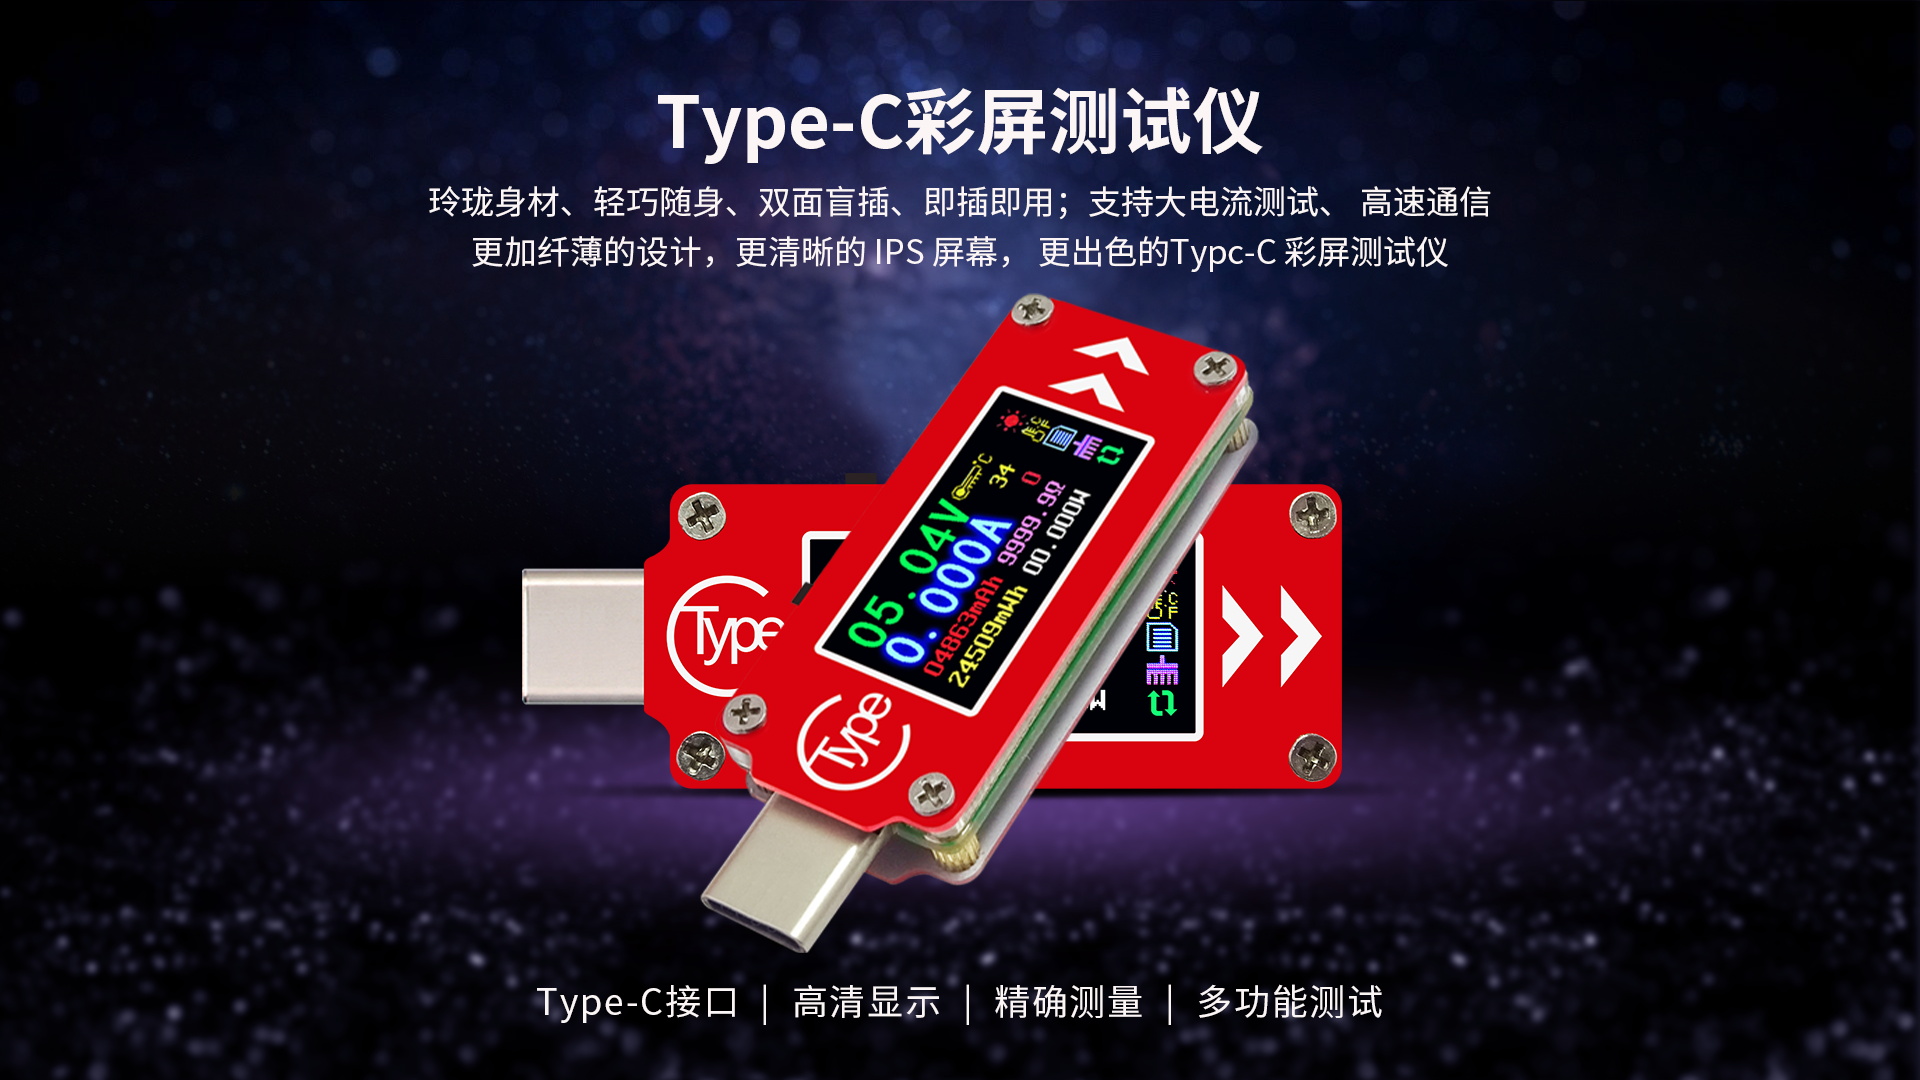 Type-C彩屏测试仪
玲珑身材、轻巧随身、双面盲插、即插即用；支持大电流测试、 高速通信
更加纤薄的设计，更清晰的 IPS 屏幕， 更出色的Typc-C 彩屏测试仪
°C
34
0
05.04V
0.000A
9999.9Ω
04863mAh
24509mWh
00.000W
Type
Type
C
F
W
Type-C接口 | 高清显示 | 精确测量 | 多功能测试